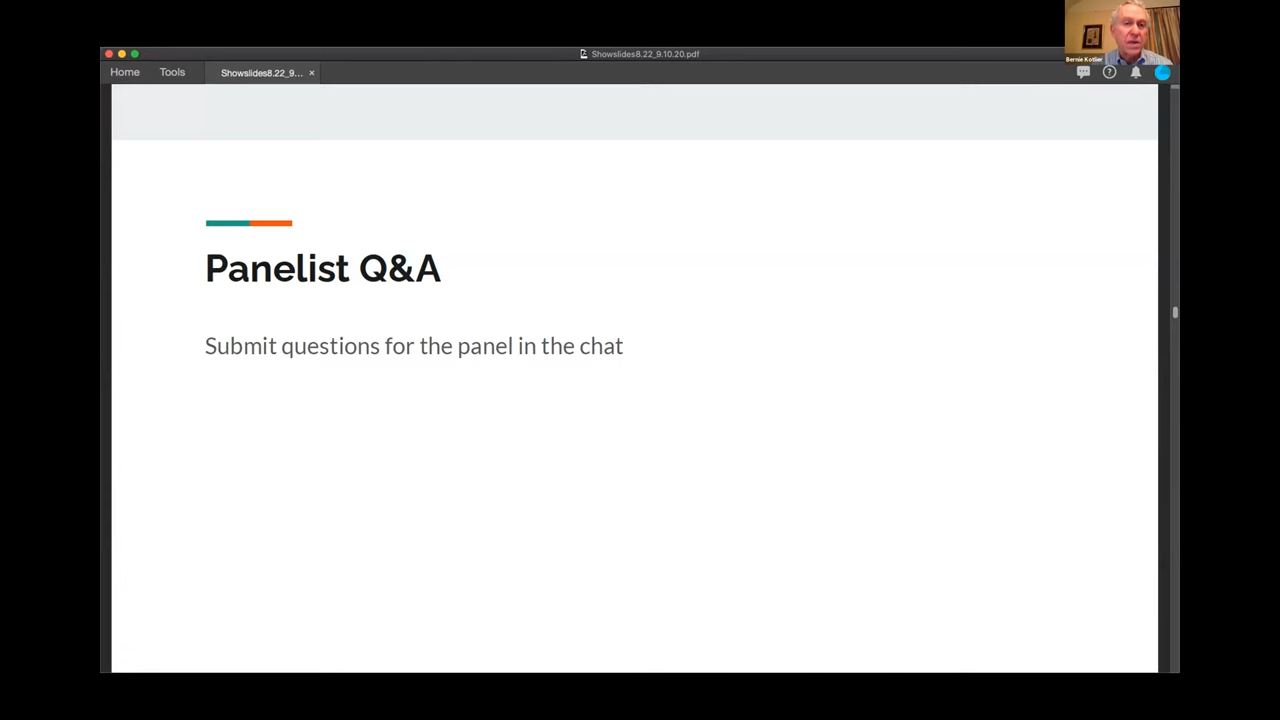 Showslides8.22_9.10.20.pdf
Home Tools Showslides8.22_9... ×
Bernie Kotlier
Panelist Q&A
Submit questions for the panel in the chat